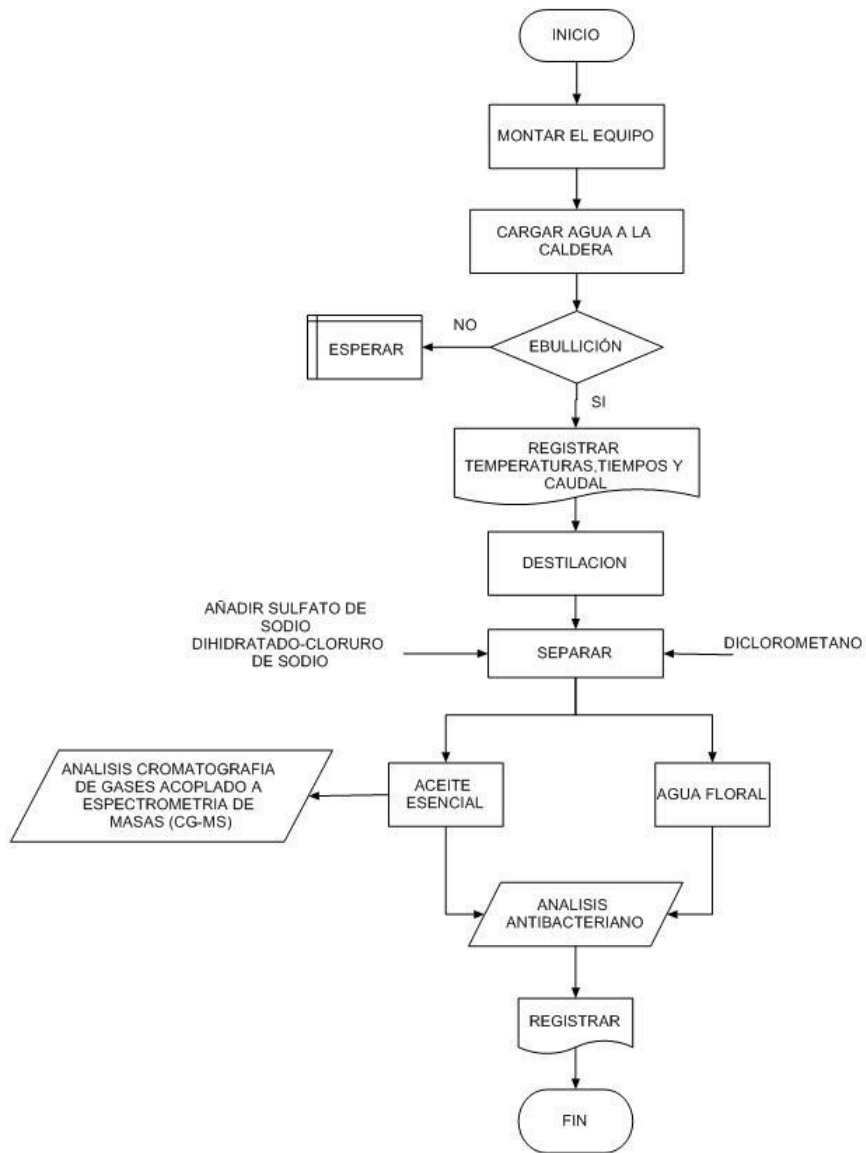 INICIO
MONTAR EL EQUIPO
CARGAR AGUA A LA
CALDERA
NO
ESPERAR
EBULLICIÓN
SI
REGISTRAR
TEMPERATURAS,TIEMPOS Y
CAUDAL
DESTILACION
AÑADIR SULFATO DE
SODIO
DIHIDRATADO-CLORURO
DE SODIO
SEPARAR
DICLOROMETANO
ANALISIS CROMATOGRAFIA
DE GASES ACOPLADO A
ESPECTROMETRIA DE
MASAS (CG-MS)
ACEITE
ESENCIAL
AGUA FLORAL
ANALISIS
ANTIBACTERIANO
REGISTRAR
FIN